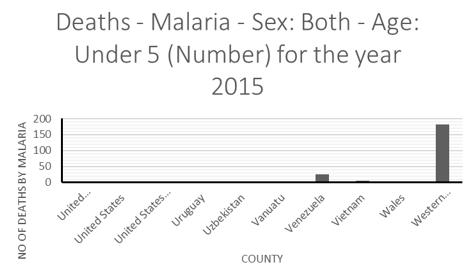 Deaths - Malaria - Sex: Both - Age:
Under 5 (Number) for the year
2015
NO OF DEATHS BY MALARIA
200
150
100
50
0
United...
United States
United States...
Uruguay
Uzbekistan
Vanuatu
Venezuela
Vietnam
Wales
Western...
COUNTY